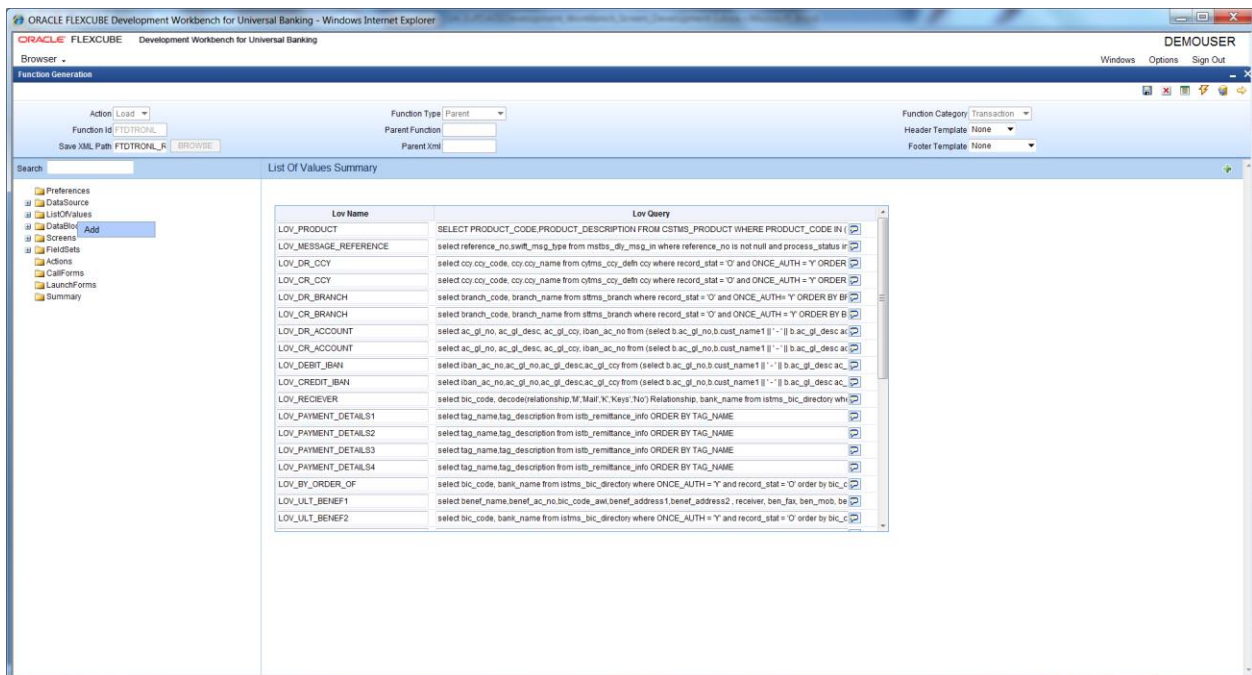 ORACLE FLEXCUBE Development Workbench for Universal Banking - Windows Internet Explorer
ORACLE FLEXCUBE Development Workbench for Universal Banking
DEMOUSER
Browser
Windows Options Sign Out
Function Generation
Action Load
Function Type Parent
Function Category Transaction
Function Id FTDTRONL
Parent Function
Header Template None
Save XML Path FTDTRONL_R BROWSE
Parent Xml
Footer Template None
Search
List Of Values Summary
Preferences
DataSource
ListOfValues
DataBloc
Add
Screens
FieldSets
Actions
CallForms
LaunchForms
Summary
Lov Name Lov Query
LOV_PRODUCT SELECT PRODUCT_CODE,PRODUCT_DESCRIPTION FROM CSTMS_PRODUCT WHERE PRODUCT_CODE IN (
LOV_MESSAGE_REFERENCE select reference_no,swift_msg_type from mstbs_dly_msg_in where reference_no is not null and process_status in
LOV_DR_CCY select ccy.ccy_code, ccy.ccy_name from cytms_ccy_defn ccy where record_stat = 'O' and ONCE_AUTH = 'Y' ORDER
LOV_CR_CCY select ccy.ccy_code, ccy.ccy_name from cytms_ccy_defn ccy where record_stat = 'O' and ONCE_AUTH = 'Y' ORDER
LOV_DR_BRANCH select branch_code, branch_name from sttms_branch where record_stat = 'O' and ONCE_AUTH= 'Y' ORDER BY BI
LOV_CR_BRANCH select branch_code, branch_name from sttms_branch where record_stat = 'O' and ONCE_AUTH = 'Y' ORDER BY B
LOV_DR_ACCOUNT select ac_gl_no, ac_gl_desc, ac_gl_ccy, iban_ac_no from (select b.ac_gl_no,b.cust_name1 || ' - ' || b.ac_gl_desc ac
LOV_CR_ACCOUNT select ac_gl_no, ac_gl_desc, ac_gl_ccy, iban_ac_no from (select b.ac_gl_no,b.cust_name1 || ' - ' || b.ac_gl_desc ac
LOV_DEBIT_IBAN select iban_ac_no,ac_gl_no,ac_gl_desc,ac_gl_ccy from (select b.ac_gl_no,b.cust_name1 || ' - ' || b.ac_gl_desc ac_
LOV_CREDIT_IBAN select iban_ac_no,ac_gl_no,ac_gl_desc,ac_gl_ccy from (select b.ac_gl_no,b.cust_name1 || ' - ' || b.ac_gl_desc ac_
LOV_RECIEVER select bic_code, decode(relationship,'M','Mail','K','Keys','No') Relationship, bank_name from istms_bic_directory whe
LOV_PAYMENT_DETAILS1 select tag_name,tag_description from istb_remittance_info ORDER BY TAG_NAME
LOV_PAYMENT_DETAILS2 select tag_name,tag_description from istb_remittance_info ORDER BY TAG_NAME
LOV_PAYMENT_DETAILS3 select tag_name,tag_description from istb_remittance_info ORDER BY TAG_NAME
LOV_PAYMENT_DETAILS4 select tag_name,tag_description from istb_remittance_info ORDER BY TAG_NAME
LOV_BY_ORDER_OF select bic_code, bank_name from istms_bic_directory where ONCE_AUTH = 'Y' and record_stat = 'O' order by bic_c
LOV_ULT_BENEF1 select benef_name,benef_ac_no,bic_code_awi,benef_address1,benef_address2 , receiver, ben_fax, ben_mob, be
LOV_ULT_BENEF2 select bic_code, bank_name from istms_bic_directory where ONCE_AUTH = 'Y' and record_stat = 'O' order by bic_c